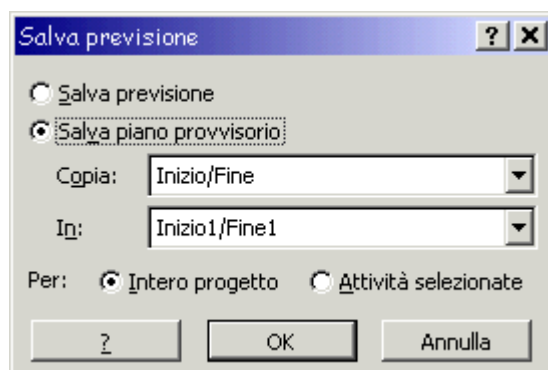 Salva previsione ? X
Salva previsione
Salva piano provvisorio
Copia: Inizio/Fine
In: Inizio1/Fine1
Per: Intero progetto Attività selezionate
? OK Annulla